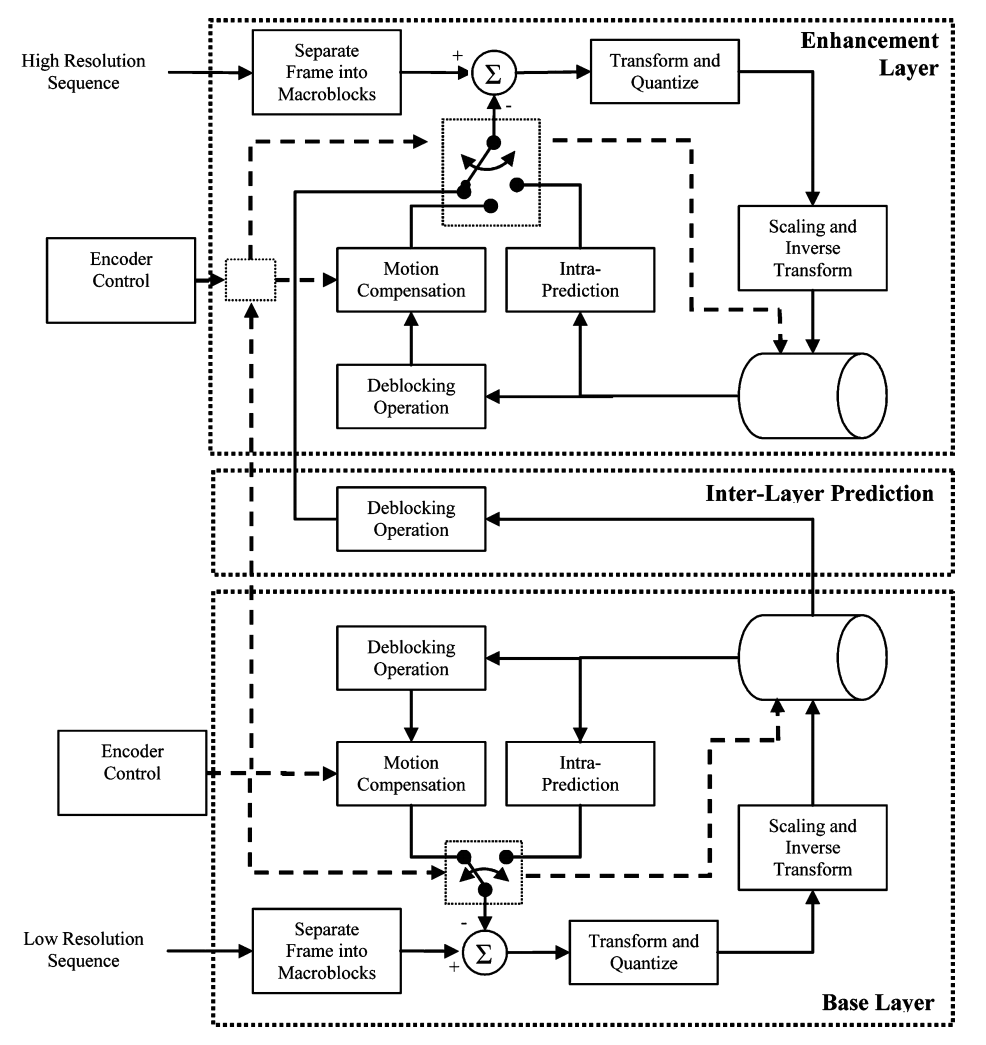 Enhancement
Layer
High Resolution
Sequence
Separate
Frame into
Macroblocks
+
Σ
-
Transform and
Quantize
Scaling and
Inverse
Transform
Encoder
Control
Motion
Compensation
Intra-
Prediction
Deblocking
Operation
Inter-Layer Prediction
Deblocking
Operation
Deblocking
Operation
Encoder
Control
Motion
Compensation
Intra-
Prediction
Scaling and
Inverse
Transform
Low Resolution
Sequence
Separate
Frame into
Macroblocks
-
+
Σ
Transform and
Quantize
Base Layer